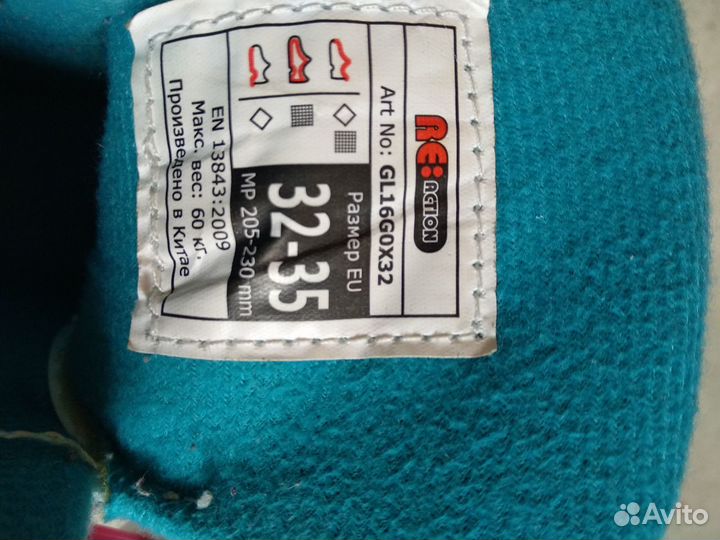 RE:ACTION
Art No: GL16G0X32
Размер EU
32-35
MP 205-230 mm
EN 13843:2009
Макс. вес: 60 кг.
Произведено в Китае
Avito